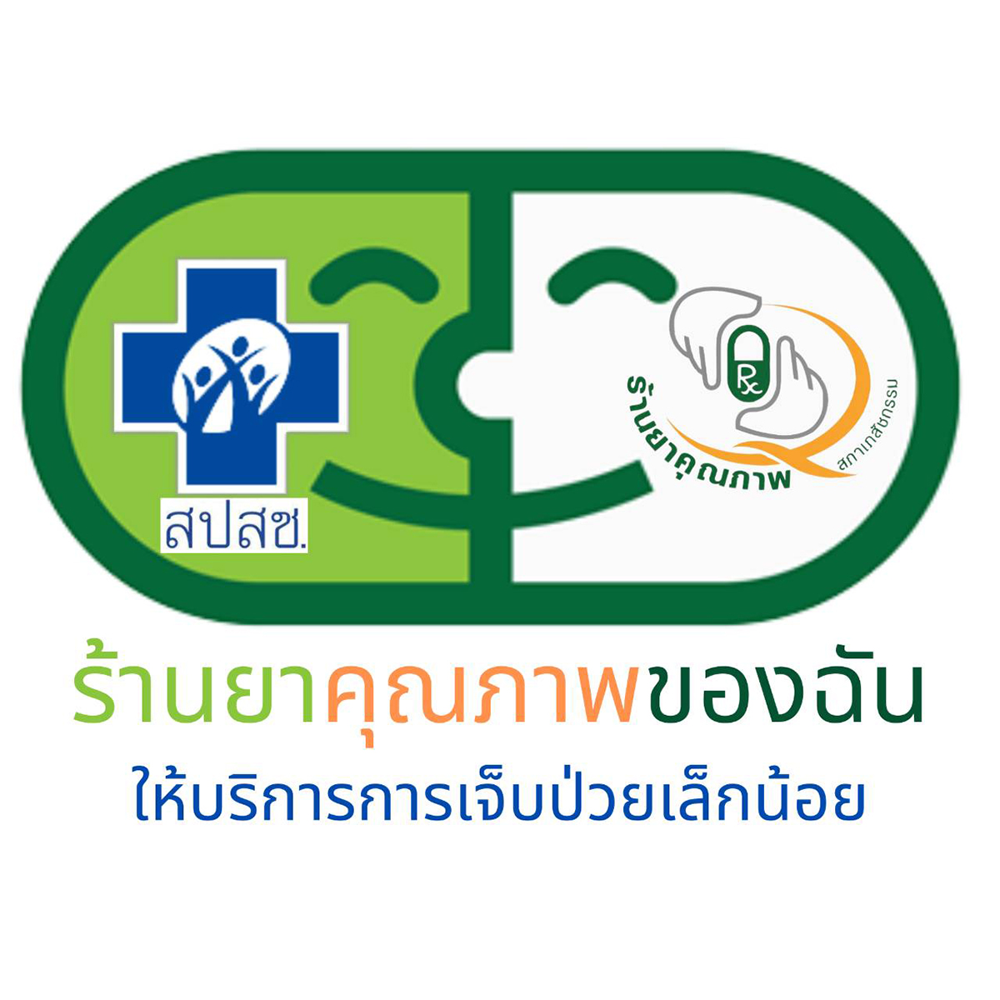 สปสช.
Rx
ร้านยาคุณภาพ
สภาเภสัชกรรม
ร้านยาคุณภาพของฉัน
ให้บริการการเจ็บป่วยเล็กน้อย